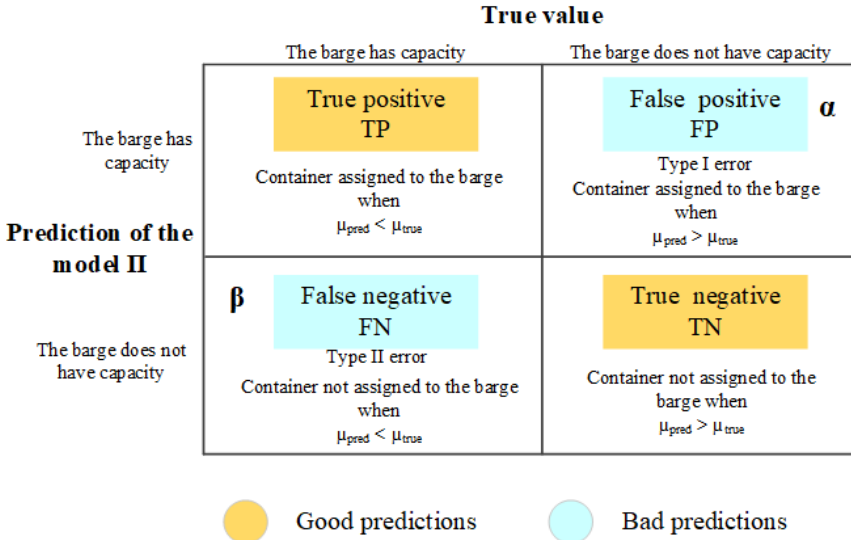 True value
The barge has capacity
The barge does not have capacity
The barge has
capacity
True positive
TP
Container assigned to the barge
when
μpred < μtrue
False positive
FP
α
Type I error
Container assigned to the barge
when
μpred > μtrue
Prediction of the
model II
The barge does not
have capacity
β
False negative
FN
Type II error
Container not assigned to the barge
when
μpred < μtrue
True negative
TN
Container not assigned to the
barge when
μpred > μtrue
Good predictions
Bad predictions